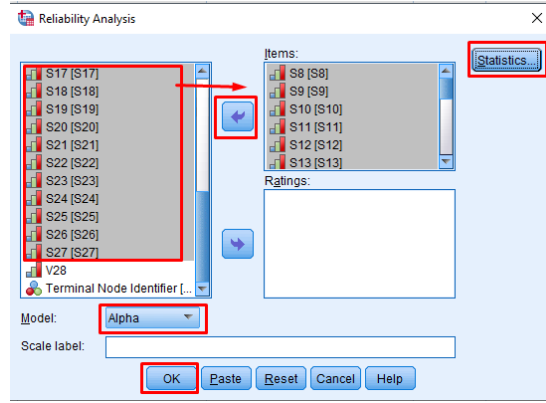 Reliability Analysis
Items:
Statistics...
S17 [S17]
S18 [S18]
S19 [S19]
S20 [S20]
S21 [S21]
S22 [S22]
S23 [S23]
S24 [S24]
S25 [S25]
S26 [S26]
S27 [S27]
V28
Terminal Node Identifier [...
S8 [S8]
S9 [S9]
S10 [S10]
S11 [S11]
S12 [S12]
S13 [S13]
Ratings:
Model:
Alpha
Scale label:
OK
Paste
Reset
Cancel
Help